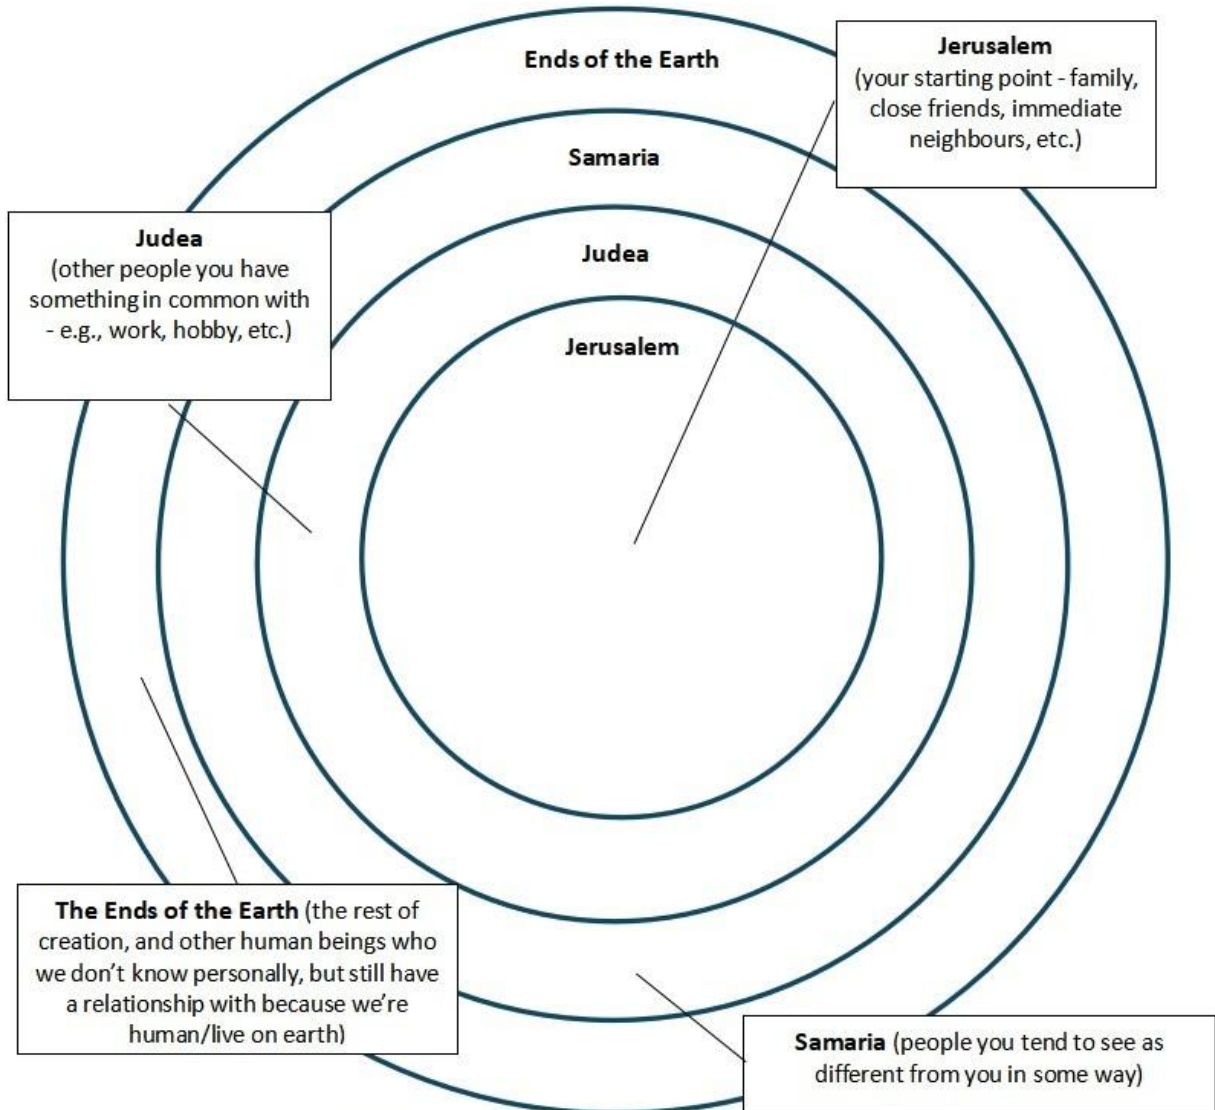 Ends of the Earth
Samaria
Judea
Jerusalem
Jerusalem
(your starting point - family,
close friends, immediate
neighbours, etc.)
Judea
(other people you have
something in common with
- e.g., work, hobby, etc.)
The Ends of the Earth (the rest of
creation, and other human beings who
we don’t know personally, but still have
a relationship with because we’re
human/live on earth)
Samaria (people you tend to see as
different from you in some way)